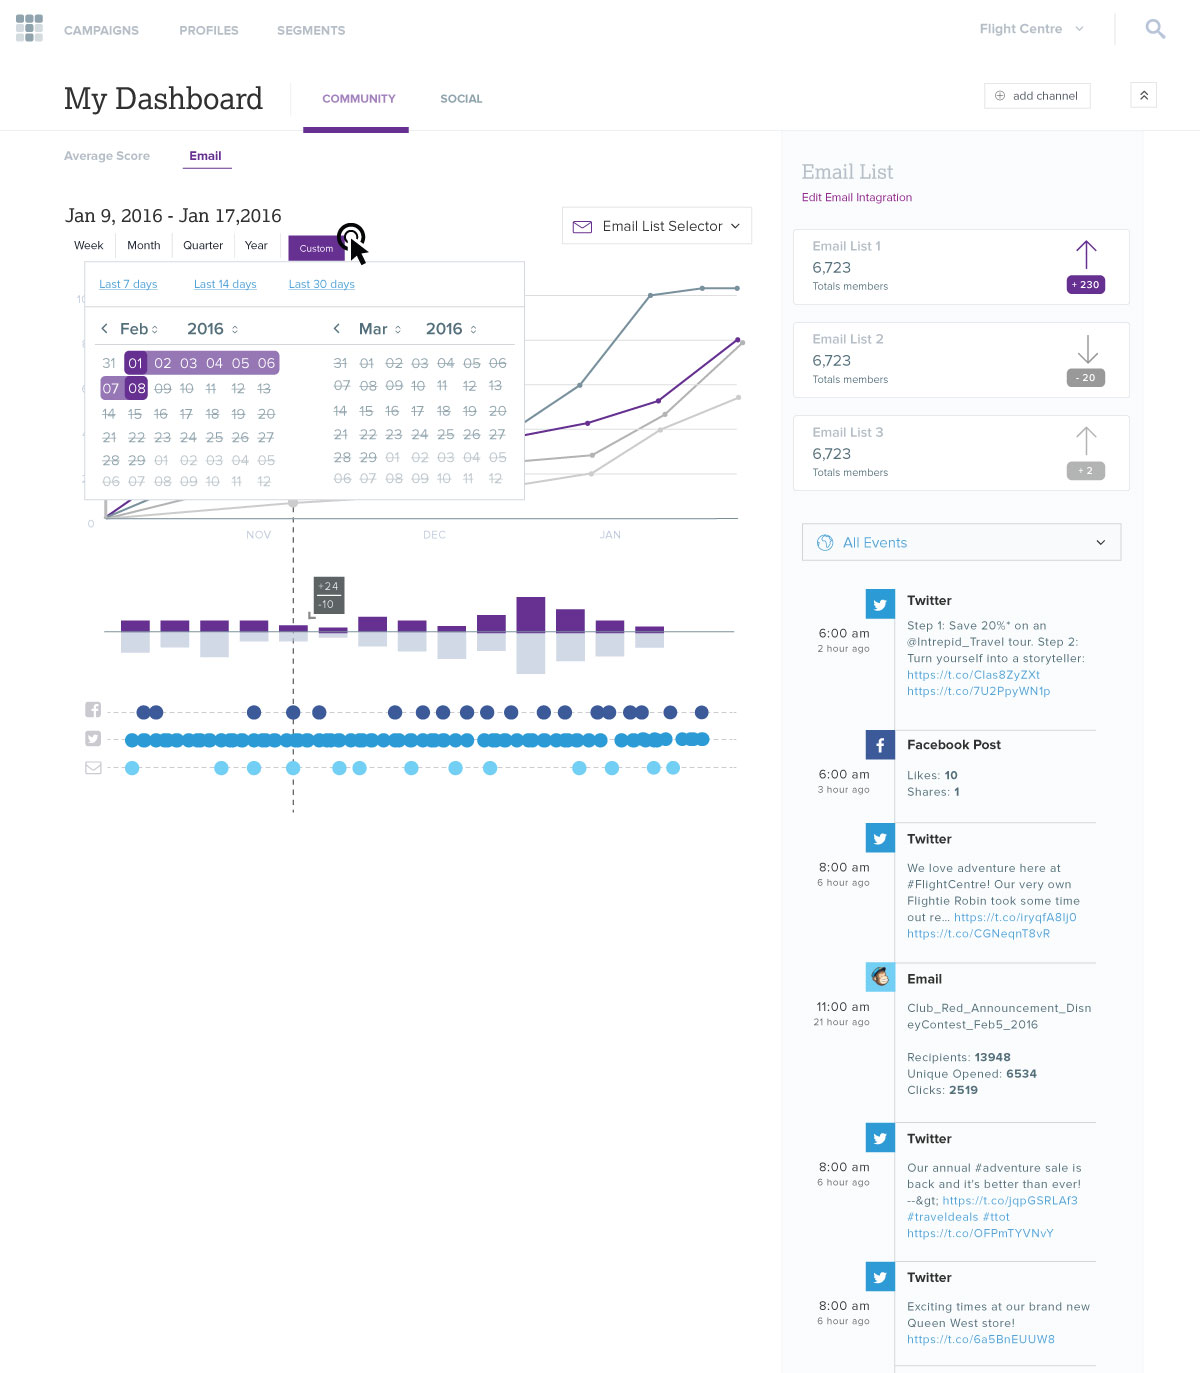 CAMPAIGNS PROFILES SEGMENTS Flight Centre
My Dashboard COMMUNITY SOCIAL add channel
Average Score Email
Jan 9, 2016 - Jan 17,2016
Email List Selector
Week Month Quarter Year Custom
Last 7 days Last 14 days Last 30 days
Feb 2016 Mar 2016
31 01 02 03 04 05 06 31 01 02 03 04 05 06
07 08 09 10 11 12 13 07 08 09 10 11 12 13
14 15 16 17 18 19 20 14 15 16 17 18 19 20
21 22 23 24 25 26 27 21 22 23 24 25 26 27
28 29 01 02 03 04 05 28 29 01 02 03 04 05
06 07 08 09 10 11 12 06 07 08 09 10 11 12
0
NOV DEC JAN
+24
-10
Email List
Edit Email Intagration
Email List 1
6,723
Totals members
+ 230
Email List 2
6,723
Totals members
- 20
Email List 3
6,723
Totals members
+ 2
All Events
Twitter
6:00 am
2 hour ago
Step 1: Save 20%* on an
@Intrepid_Travel tour. Step 2:
Turn yourself into a storyteller:
https://t.co/Clas8ZyZXt
https://t.co/7U2PpyWN1p
Facebook Post
6:00 am
3 hour ago
Likes: 10
Shares: 1
Twitter
8:00 am
6 hour ago
We love adventure here at
#FlightCentre! Our very own
Flightie Robin took some time
out re... https://t.co/iryqfA8Ij0
https://t.co/CGNeqnT8vR
Email
11:00 am
21 hour ago
Club_Red_Announcement_Disn
eyContest_Feb5_2016
Recipients: 13948
Unique Opened: 6534
Clicks: 2519
Twitter
8:00 am
6 hour ago
Our annual #adventure sale is
back and it's better than ever!
--&gt; https://t.co/jqpGSRLAf3
#traveldeals #ttot
https://t.co/OFPmTYVNvY
Twitter
8:00 am
6 hour ago
Exciting times at our brand new
Queen West store!
https://t.co/6a5BnEUUW8